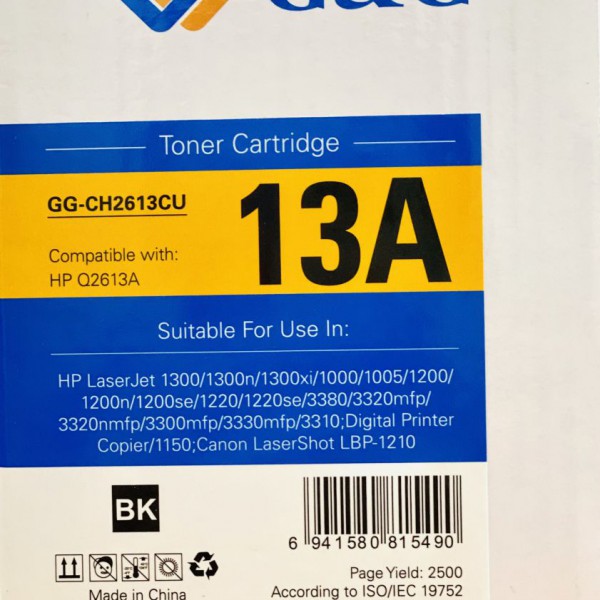 Toner Cartridge
GG-CH2613CU
13A
Compatible with:
HP Q2613A
Suitable For Use In:
HP LaserJet 1300/1300n/1300xi/1000/1005/1200/
1200n/1200se/1220/1220se/3380/3320mfp/
3320nmfp/3300mfp/3330mfp/3310;Digital Printer
Copier/1150;Canon LaserShot LBP-1210
BK
6 941580 815490
Page Yield: 2500
Made in China
According to ISO/IEC 19752